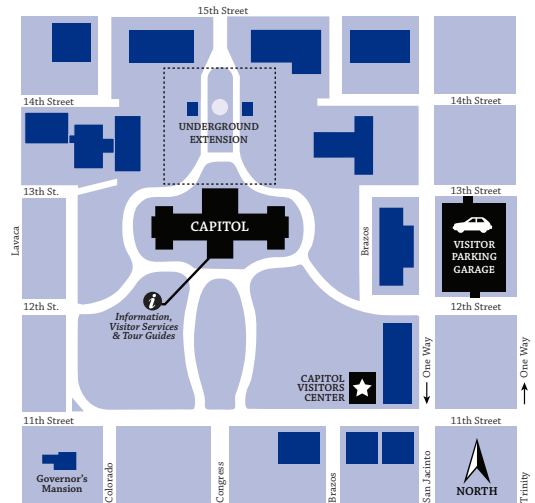 15th Street
14th Street
14th Street
UNDERGROUND
EXTENSION
13th St.
13th Street
Lavaca
CAPITOL
Brazos
VISITOR
PARKING
GARAGE
i
Information,
Visitor Services
& Tour Guides
12th St.
12th Street
One Way
One Way
CAPITOL
VISITORS
CENTER
11th Street
11th Street
Governor's
Mansion
Colorado
Congress
Brazos
San Jacinto
NORTH
Trinity